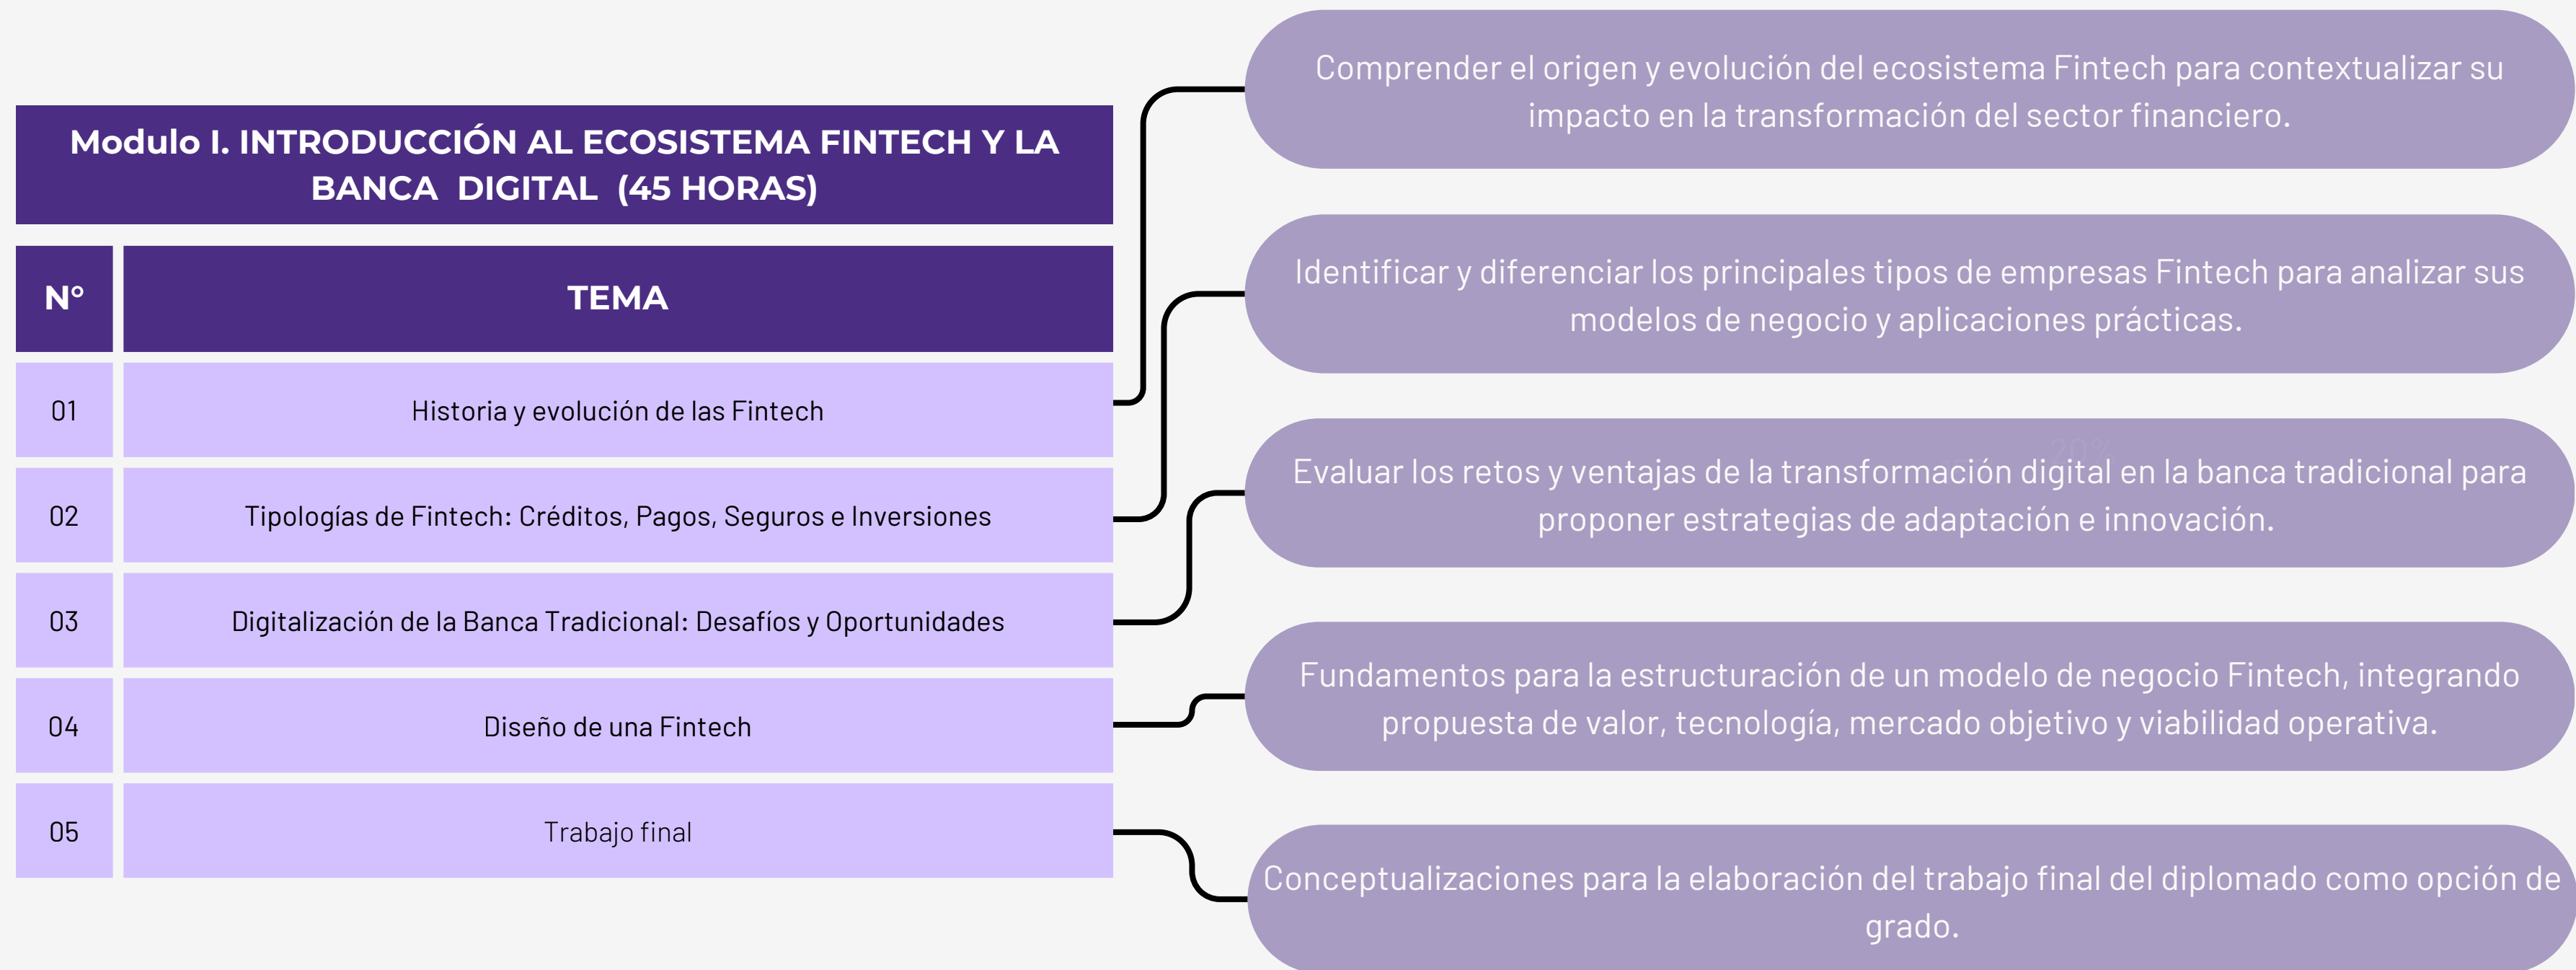 Modulo I. INTRODUCCIÓN AL ECOSISTEMA FINTECH Y LA
BANCA DIGITAL (45 HORAS)
N° TEMA
01 Historia y evolución de las Fintech
02 Tipologías de Fintech: Créditos, Pagos, Seguros e Inversiones
03 Digitalización de la Banca Tradicional: Desafíos y Oportunidades
04 Diseño de una Fintech
05 Trabajo final
Comprender el origen y evolución del ecosistema Fintech para contextualizar su
impacto en la transformación del sector financiero.
Identificar y diferenciar los principales tipos de empresas Fintech para analizar sus
modelos de negocio y aplicaciones prácticas.
20%
Evaluar los retos y ventajas de la transformación digital en la banca tradicional para
proponer estrategias de adaptación e innovación.
Fundamentos para la estructuración de un modelo de negocio Fintech, integrando
propuesta de valor, tecnología, mercado objetivo y viabilidad operativa.
Conceptualizaciones para la elaboración del trabajo final del diplomado como opción de
grado.